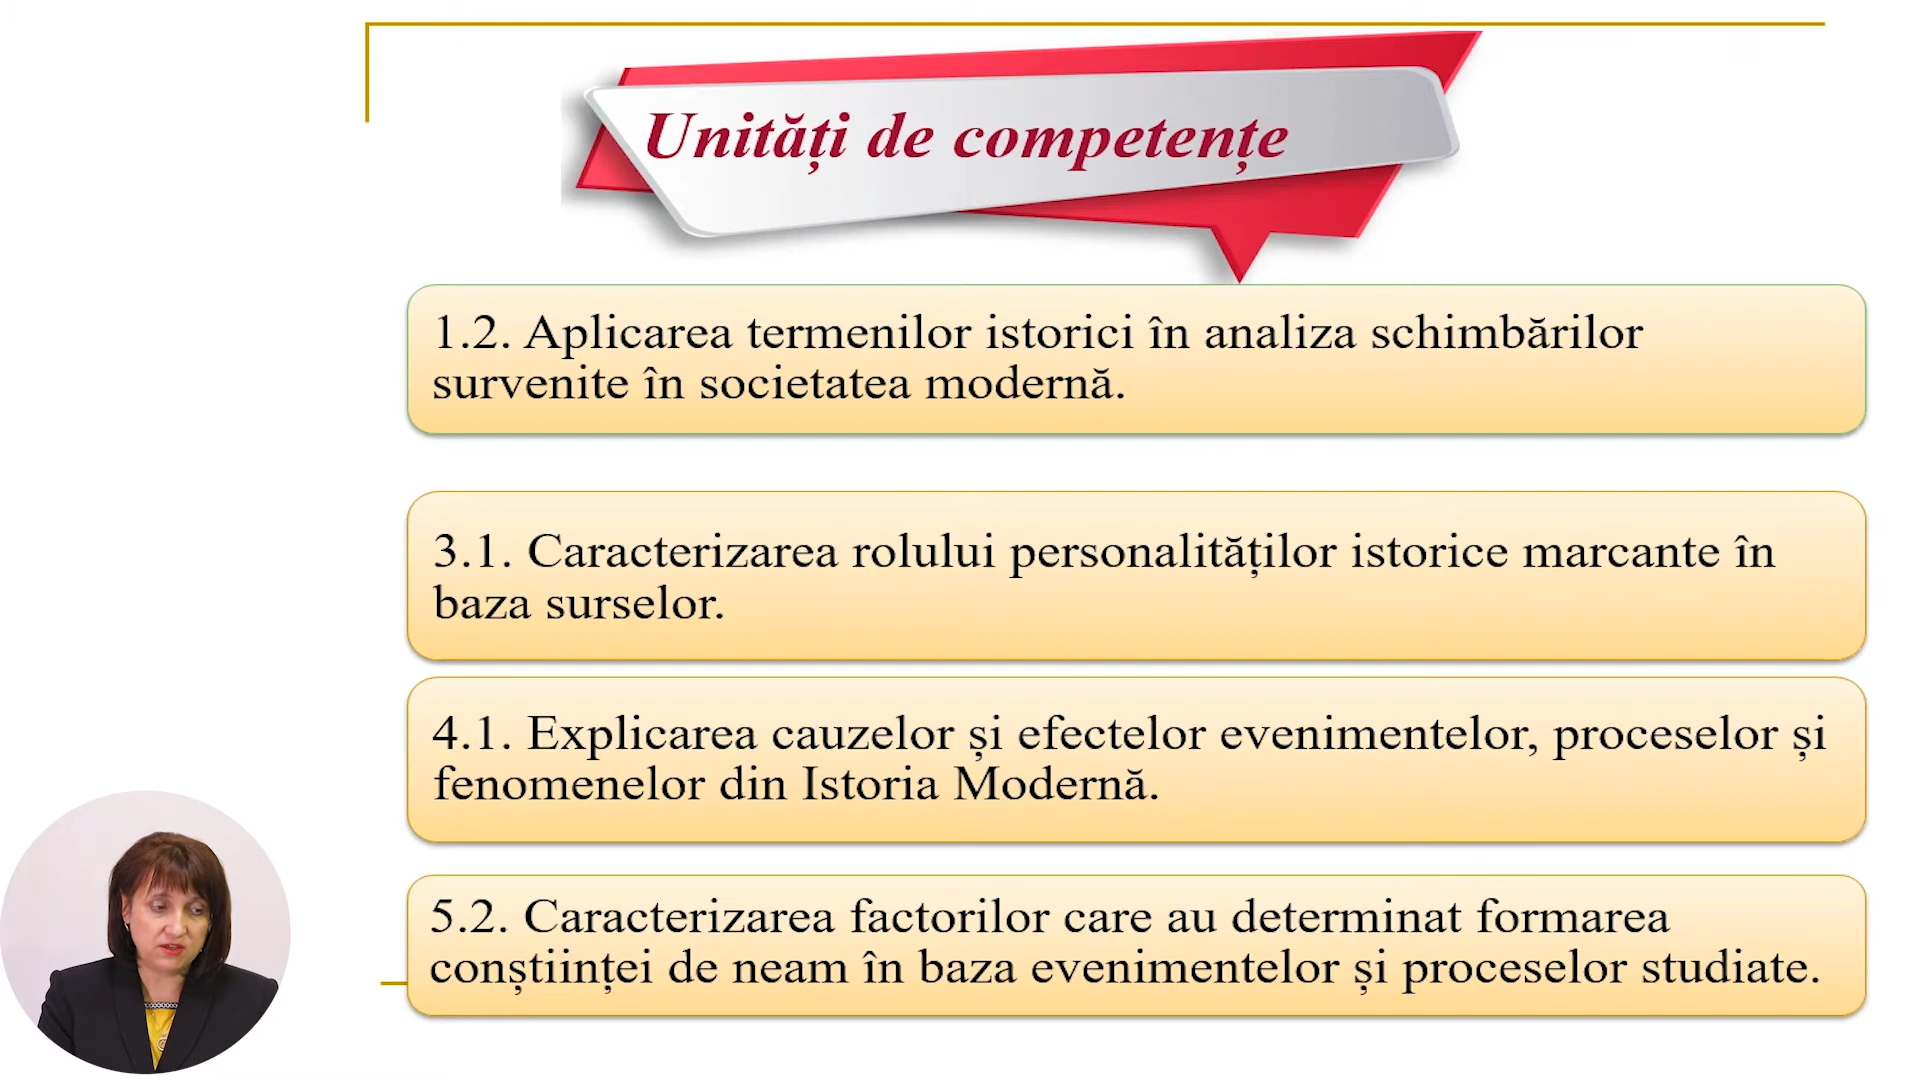 Unități de competențe
1.2. Aplicarea termenilor istorici în analiza schimbărilor
survenite în societatea modernă.
3.1. Caracterizarea rolului personalităților istorice marcante în
baza surselor.
4.1. Explicarea cauzelor și efectelor evenimentelor, proceselor și
fenomenelor din Istoria Modernă.
5.2. Caracterizarea factorilor care au determinat formarea
conștiinței de neam în baza evenimentelor și proceselor studiate.